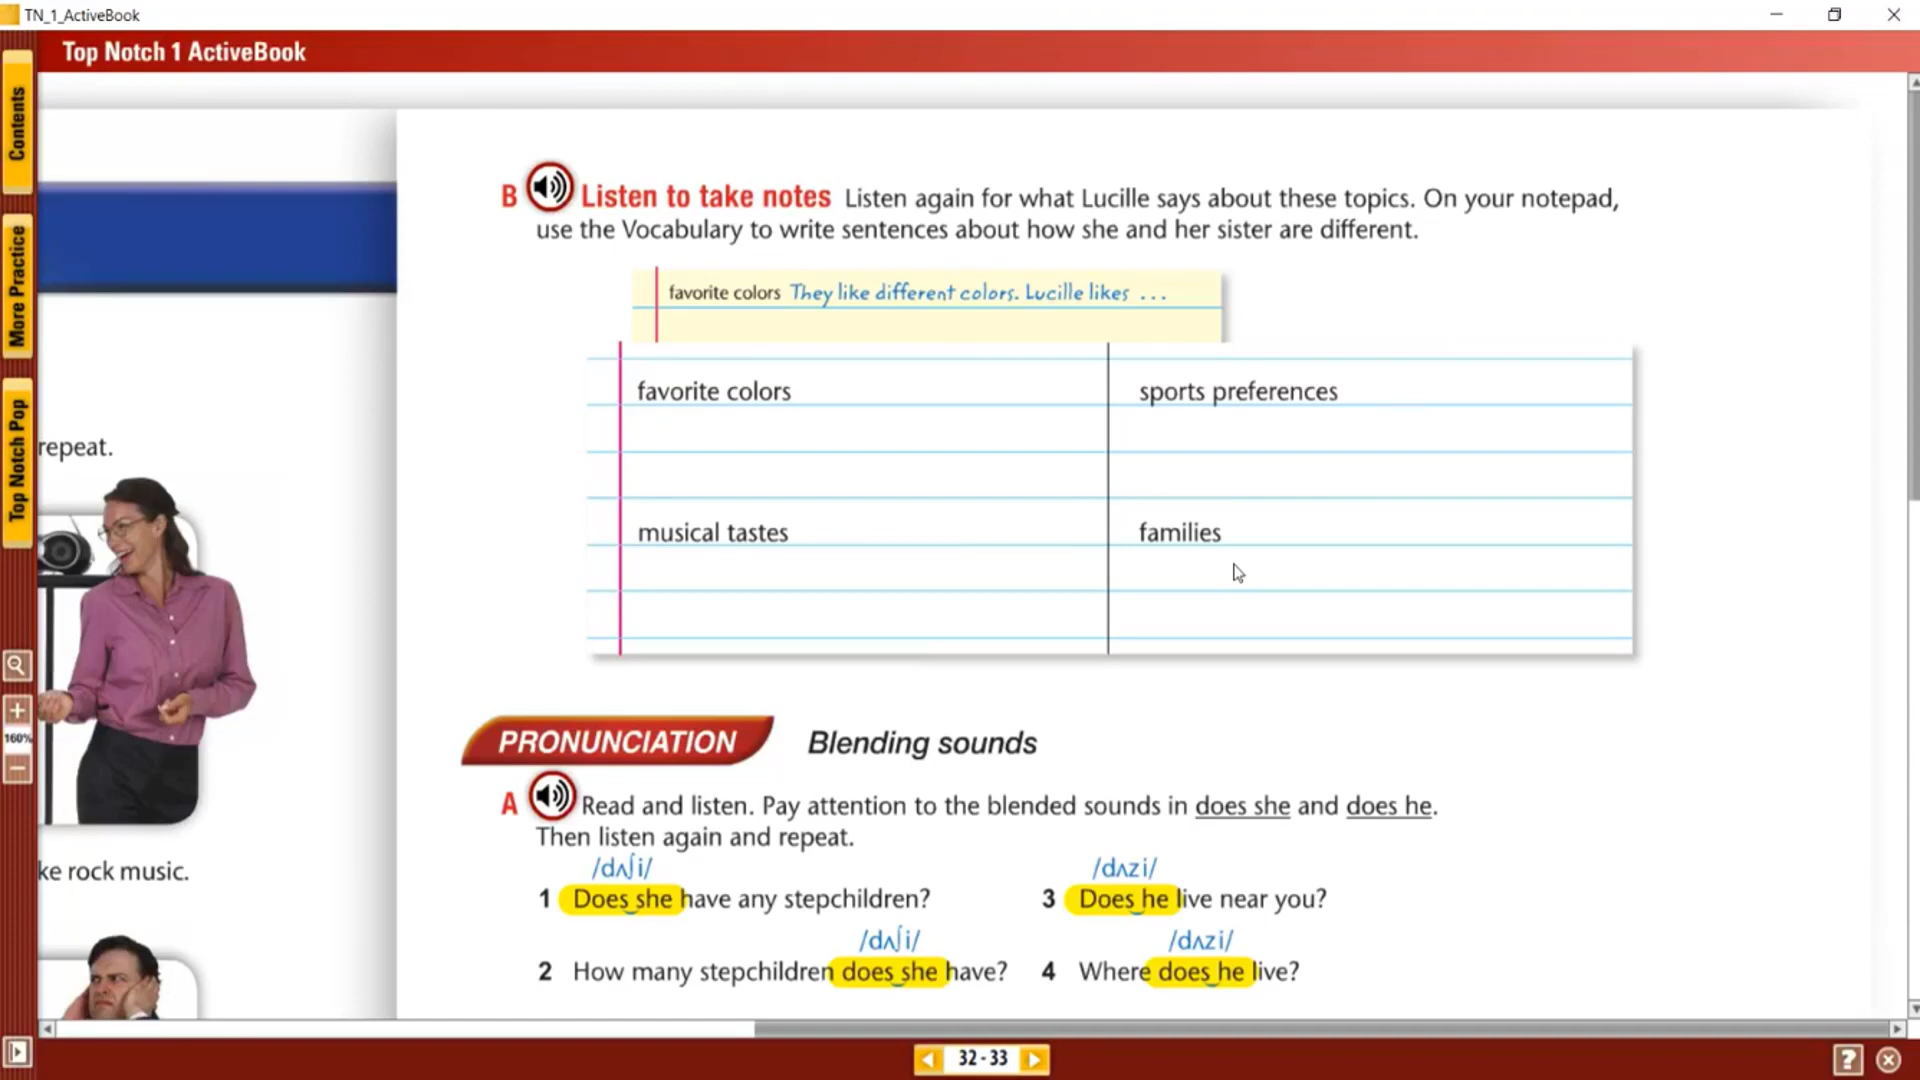 TN_1_ActiveBook
Top Notch 1 ActiveBook
Contents
More Practice
Top Notch Pop
160%
repeat.
ke rock music.
B Listen to take notes Listen again for what Lucille says about these topics. On your notepad,
use the Vocabulary to write sentences about how she and her sister are different.
favorite colors They like different colors. Lucille likes ...
favorite colors
sports preferences
musical tastes
families
PRONUNCIATION Blending sounds
A Read and listen. Pay attention to the blended sounds in does she and does he.
Then listen again and repeat.
/dʌʃi/
1 Does she have any stepchildren?
/dʌʃi/
2 How many stepchildren does she have?
/dʌzi/
3 Does he live near you?
/dʌzi/
4 Where does he live?
32-33
?